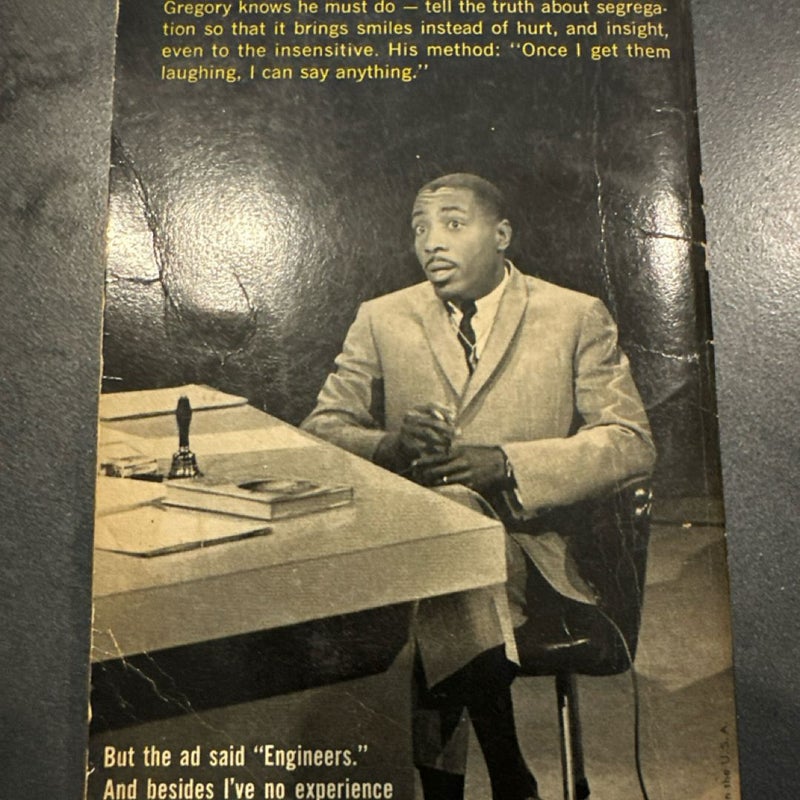 Gregory knows he must do — tell the truth about segrega-
tion so that it brings smiles instead of hurt, and insight,
even to the insensitive. His method: “Once I get them
laughing, I can say anything.”
But the ad said “Engineers.”
And besides I’ve no experience
in the U.S.A.